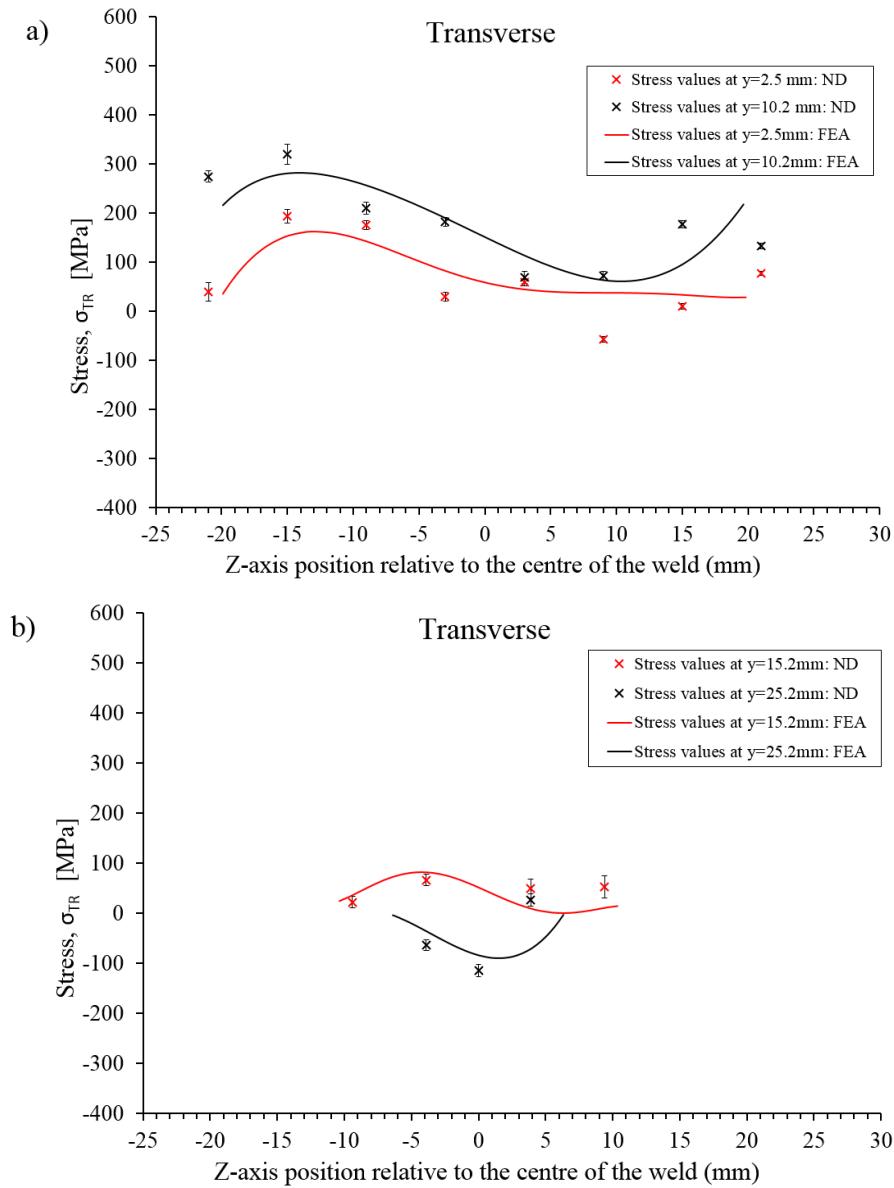 a)
Transverse
600
500
400
300
200
100
0
-100
-200
-300
-400
Stress, σTR [MPa]
Stress values at y=2.5 mm: ND
Stress values at y=10.2 mm: ND
Stress values at y=2.5mm: FEA
Stress values at y=10.2mm: FEA
-25 -20 -15 -10 -5 0 5 10 15 20 25 30
Z-axis position relative to the centre of the weld (mm)
b)
Transverse
600
500
400
300
200
100
0
-100
-200
-300
-400
Stress, σTR [MPa]
Stress values at y=15.2mm: ND
Stress values at y=25.2mm: ND
Stress values at y=15.2mm: FEA
Stress values at y=25.2mm: FEA
-25 -20 -15 -10 -5 0 5 10 15 20 25 30
Z-axis position relative to the centre of the weld (mm)